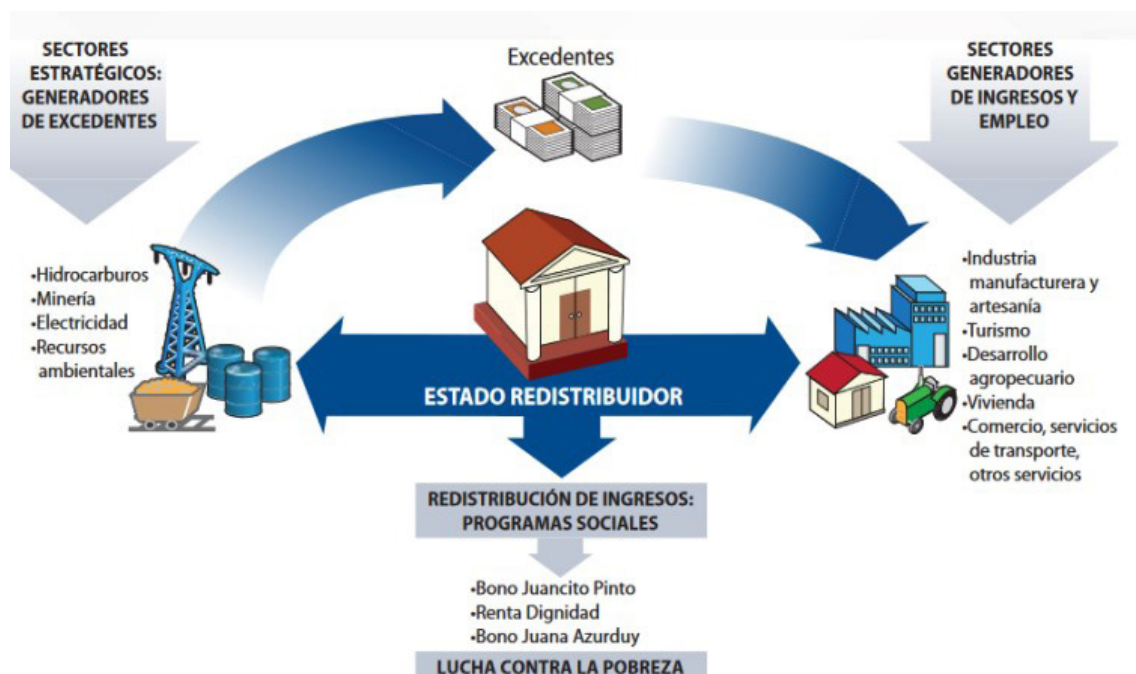 SECTORES
ESTRATÉGICOS:
GENERADORES
DE EXCEDENTES
Excedentes
SECTORES
GENERADORES
DE INGRESOS Y
EMPLEO
•Hidrocarburos
•Minería
•Electricidad
•Recursos
ambientales
•Industria
manufacturera y
artesanía
•Turismo
•Desarrollo
agropecuario
•Vivienda
•Comercio, servicios
de transporte,
otros servicios
ESTADO REDISTRIBUIDOR
REDISTRIBUCIÓN DE INGRESOS:
PROGRAMAS SOCIALES
•Bono Juancito Pinto
•Renta Dignidad
•Bono Juana Azurduy
LUCHA CONTRA LA POBREZA